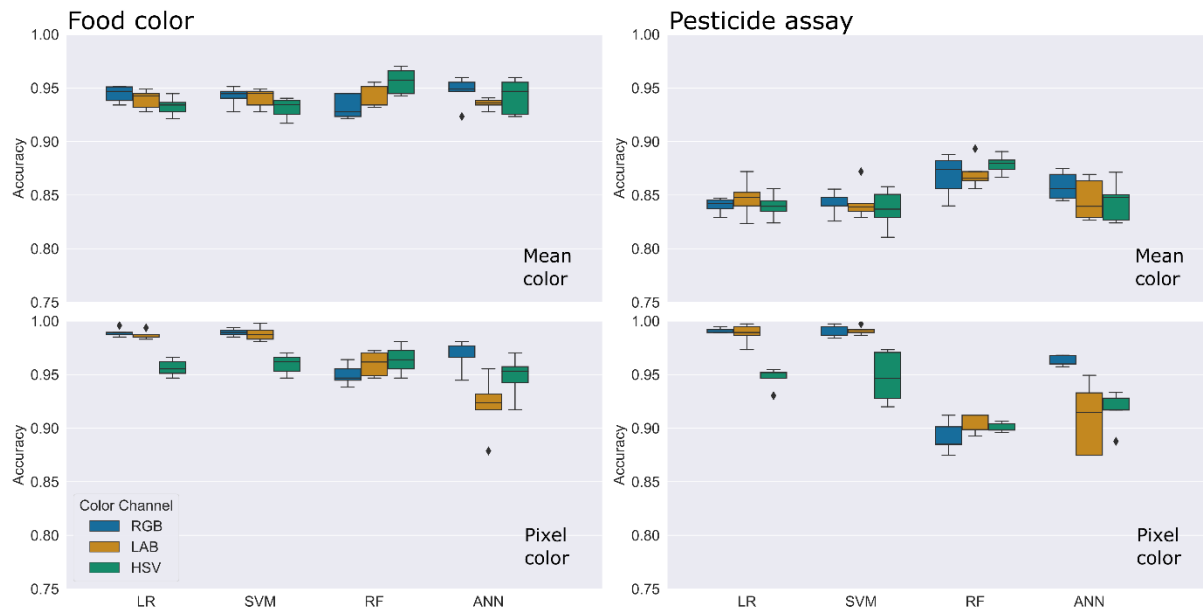 Food color
1.00
0.95
0.90
0.85
0.80
0.75
Accuracy
Mean
color
Pesticide assay
1.00
0.95
0.90
0.85
0.80
0.75
Accuracy
Mean
color
1.00
0.95
0.90
0.85
0.80
0.75
Accuracy
Color Channel
RGB
LAB
HSV
Pixel
color
LR SVM RF ANN
1.00
0.95
0.90
0.85
0.80
0.75
Accuracy
Pixel
color
LR SVM RF ANN